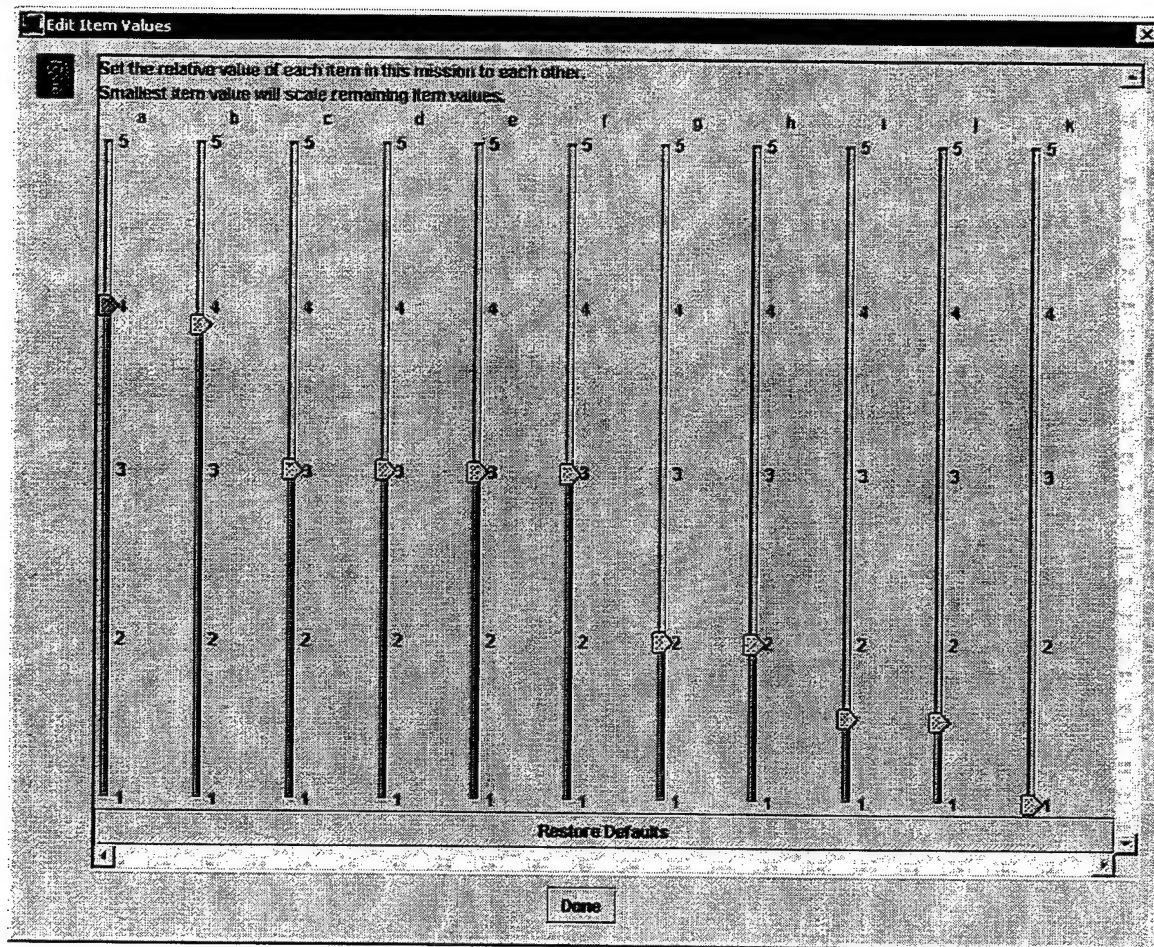 Edit Item Values
Set the relative value of each item in this mission to each other.
Smallest item value will scale remaining item values.
a b c d e f g h i j k
5 5 5 5 5 5 5 5 5 5 5
4 4 4 4 4 4 4 4 4 4 4
3 3 3 3 3 3 3 3 3 3 3
2 2 2 2 2 2 2 2 2 2 2
1 1 1 1 1 1 1 1 1 1 1
Restore Defaults
Done